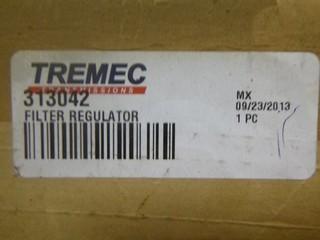 TREMEC
TRANSMISSIONS
313042
FILTER REGULATOR
MX
09/23/2013
1 PC